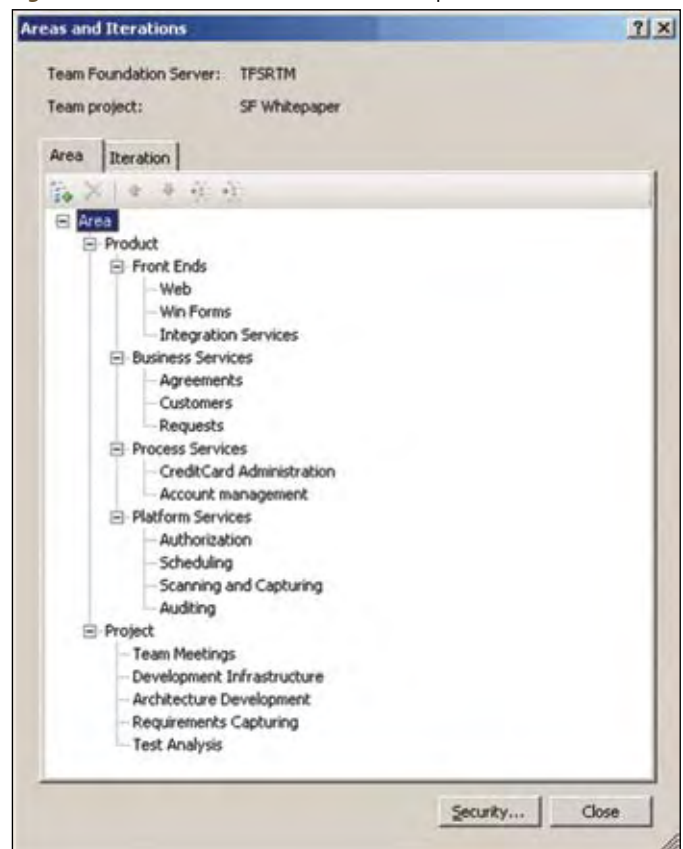 Areas and Iterations
Team Foundation Server: TFSRTM
Team project: SF Whitepaper
Area Iteration
Area
Product
Front Ends
Web
Win Forms
Integration Services
Business Services
Agreements
Customers
Requests
Process Services
CreditCard Administration
Account management
Platform Services
Authorization
Scheduling
Scanning and Capturing
Auditing
Project
Team Meetings
Development Infrastructure
Architecture Development
Requirements Capturing
Test Analysis
Security... Close